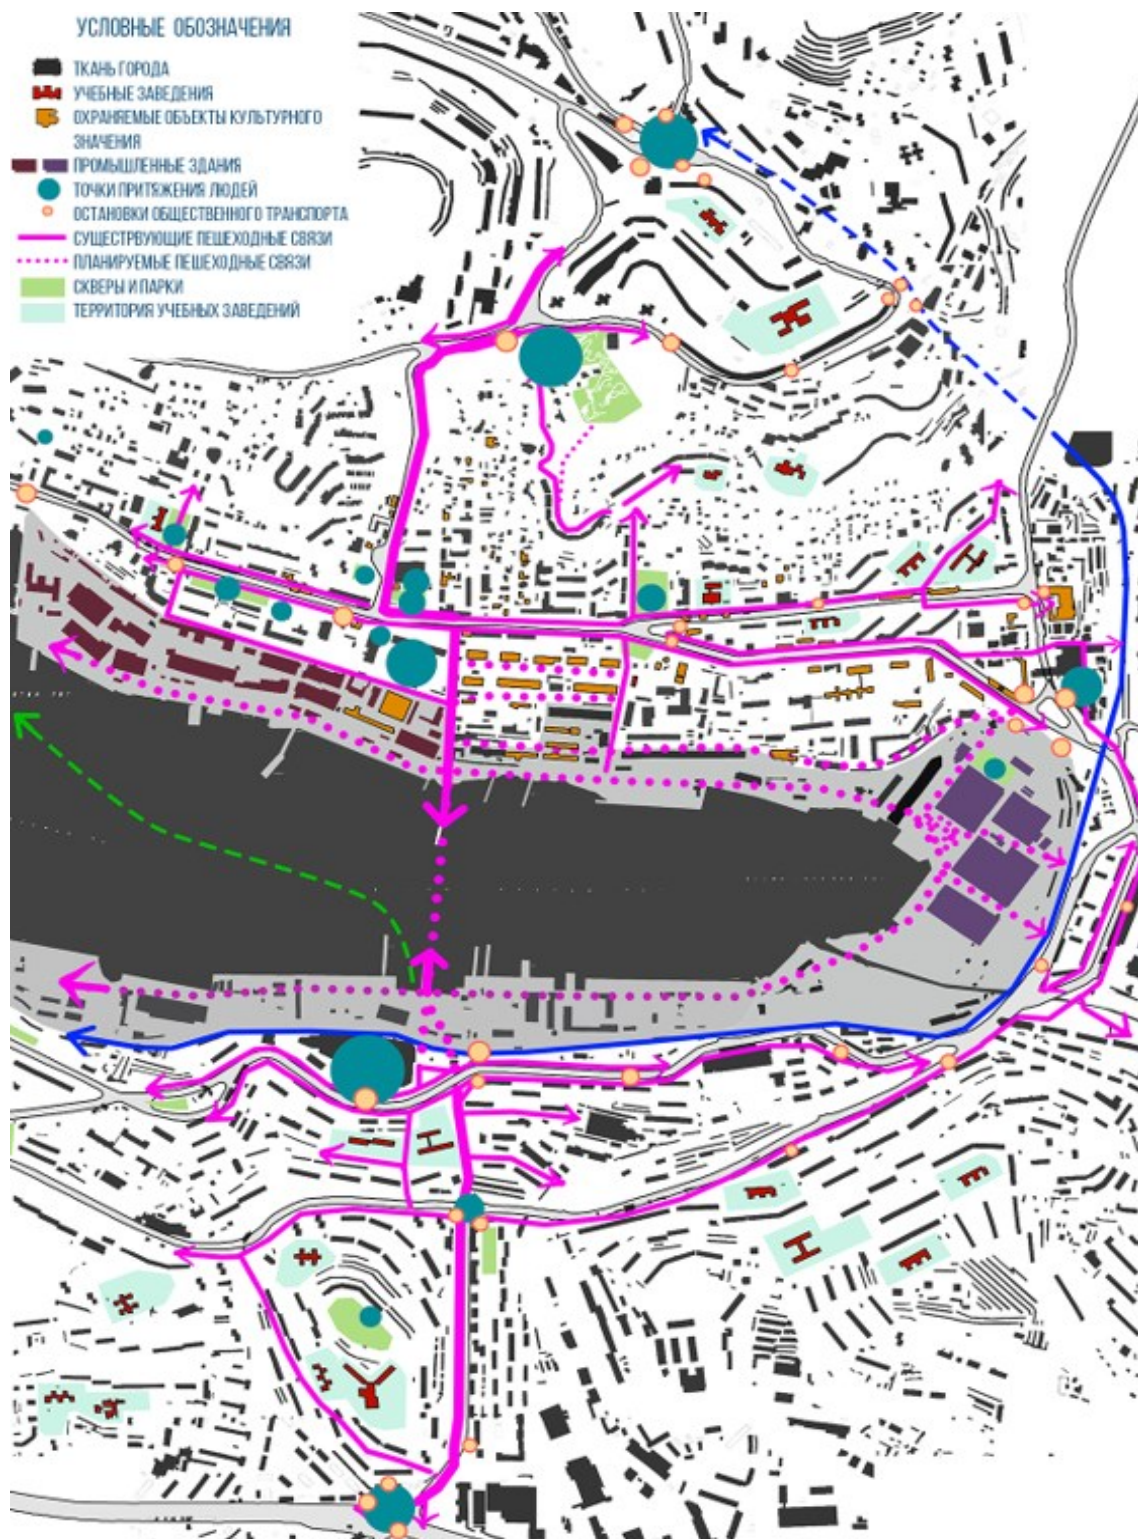 УСЛОВНЫЕ ОБОЗНАЧЕНИЯ
ТКАНЬ ГОРОДА
УЧЕБНЫЕ ЗАВЕДЕНИЯ
ОХРАНЯЕМЫЕ ОБЪЕКТЫ КУЛЬТУРНОГО
ЗНАЧЕНИЯ
ПРОМЫШЛЕННЫЕ ЗДАНИЯ
ТОЧКИ ПРИТЯЖЕНИЯ ЛЮДЕЙ
ОСТАНОВКИ ОБЩЕСТВЕННОГО ТРАНСПОРТА
СУЩЕСТВУЮЩИЕ ПЕШЕХОДНЫЕ СВЯЗИ
ПЛАНИРУЕМЫЕ ПЕШЕХОДНЫЕ СВЯЗИ
СКВЕРЫ И ПАРКИ
ТЕРРИТОРИЯ УЧЕБНЫХ ЗАВЕДЕНИЙ